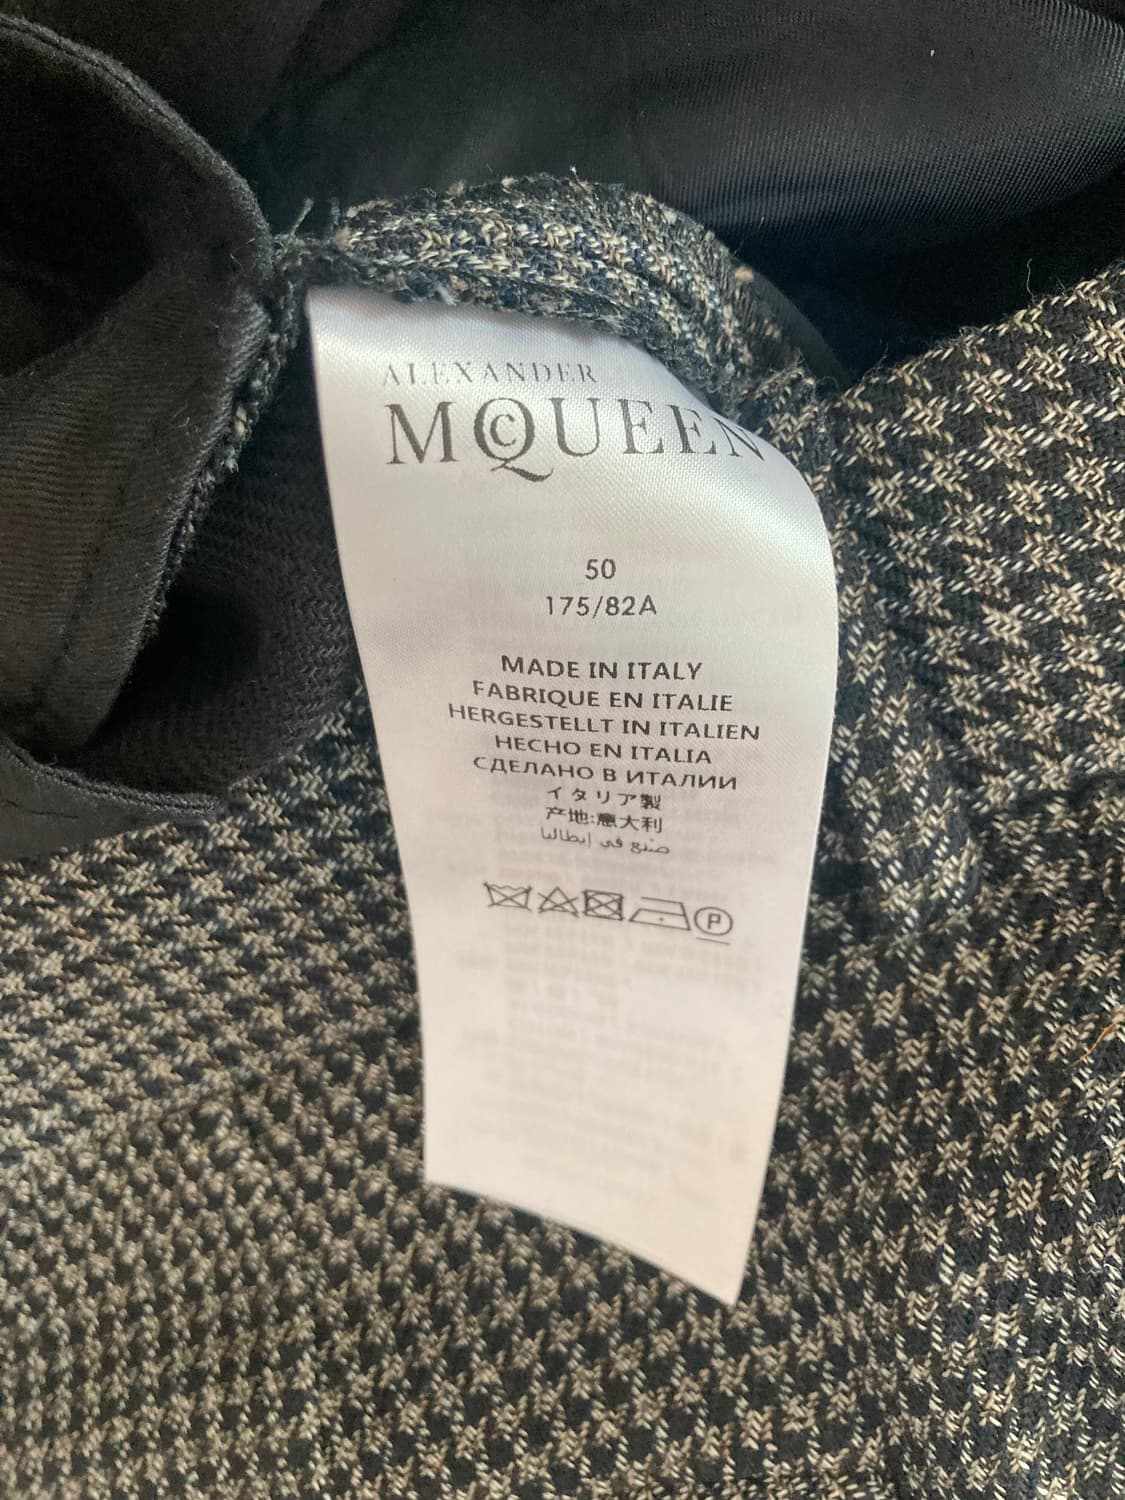 ALEXANDER
McQUEEN
50
175/82A
MADE IN ITALY
FABRIQUE EN ITALIE
HERGESTELLT IN ITALIEN
HECHO EN ITALIA
СДЕЛАНО В ИТАЛИИ
イタリア製
产地:意大利
صنع في إيطاليا
P